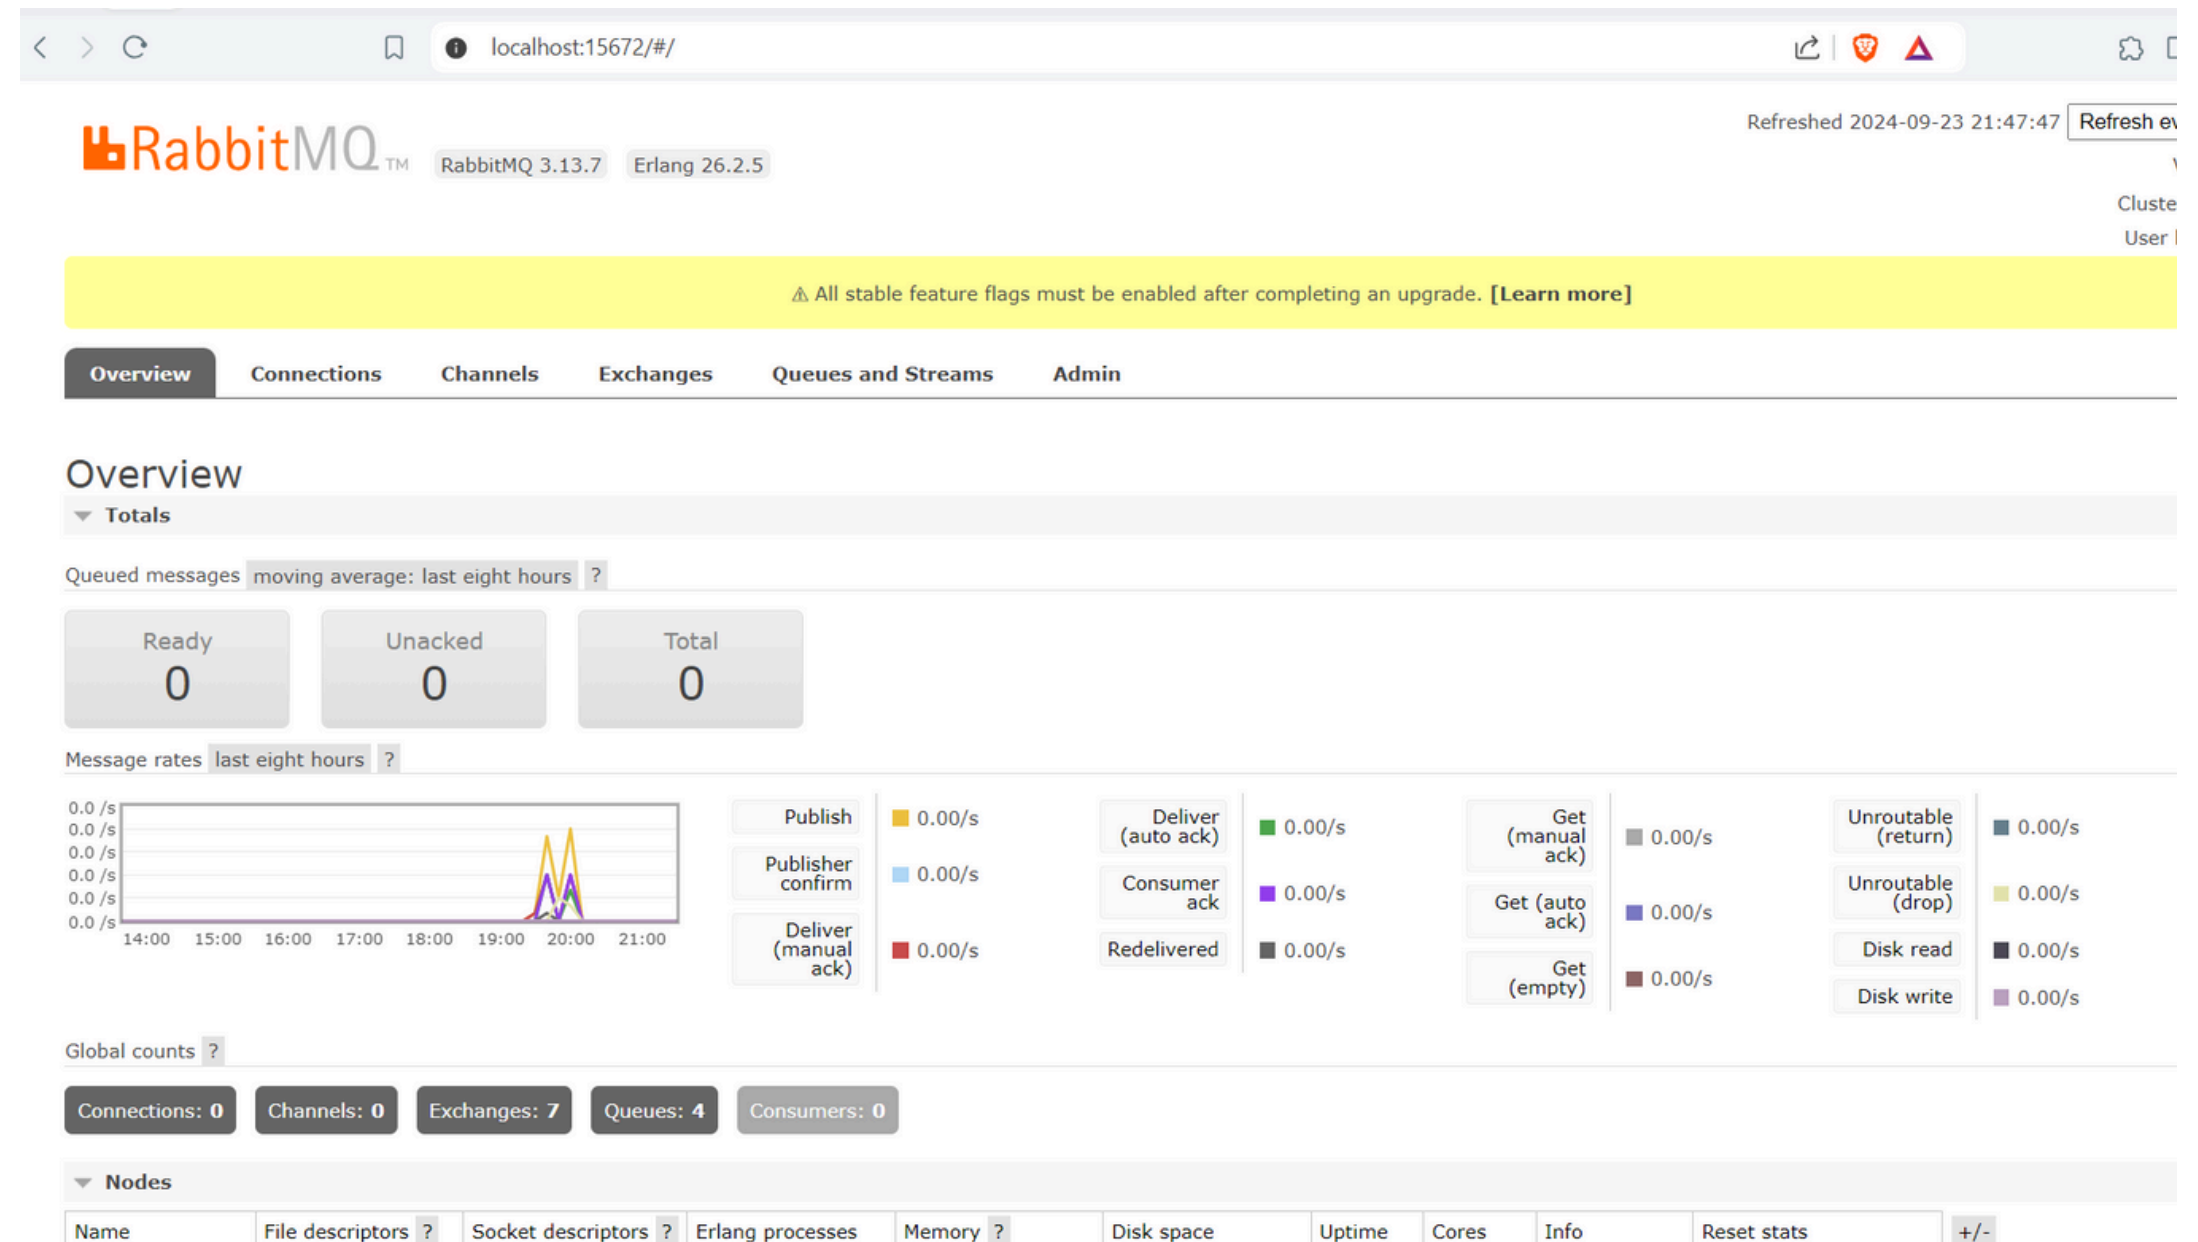 localhost:15672/#/
Refreshed 2024-09-23 21:47:47 Refresh
RabbitMQ TM RabbitMQ 3.13.7 Erlang 26.2.5
User
⚠ All stable feature flags must be enabled after completing an upgrade. [Learn more]
Overview Connections Channels Exchanges Queues and Streams Admin
Overview
Totals
Queued messages moving average: last eight hours ?
Ready
0
Unacked
0
Total
0
Message rates last eight hours ?
0.0 /s
0.0 /s
0.0 /s
0.0 /s
0.0 /s
0.0 /s
14:00 15:00 16:00 17:00 18:00 19:00 20:00 21:00
Publish 0.00/s
Publisher
confirm 0.00/s
Deliver
(manual
ack) 0.00/s
Deliver
(auto ack) 0.00/s
Consumer
ack 0.00/s
Redelivered 0.00/s
Get
(manual
ack) 0.00/s
Get (auto
ack) 0.00/s
Get
(empty) 0.00/s
Unroutable
(return) 0.00/s
Unroutable
(drop) 0.00/s
Disk read 0.00/s
Disk write 0.00/s
Global counts ?
Connections: 0 Channels: 0 Exchanges: 7 Queues: 4 Consumers: 0
Nodes
Name File descriptors ? Socket descriptors ? Erlang processes Memory ? Disk space Uptime Cores Info Reset stats +/-